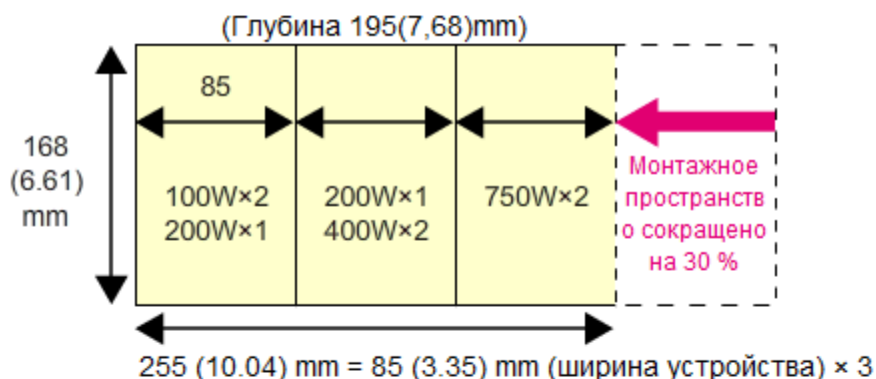 (Глубина 195(7,68)mm)
85
168
(6.61)
mm
100W×2
200W×1
200W×1
400W×2
750W×2
Монтажное
пространств
о сокращено
на 30 %
255 (10.04) mm = 85 (3.35) mm (ширина устройства) × 3